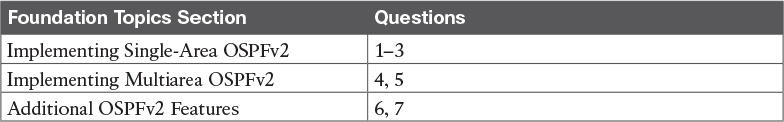 Foundation Topics Section Questions
Implementing Single-Area OSPFv2 1–3
Implementing Multiarea OSPFv2 4, 5
Additional OSPFv2 Features 6, 7